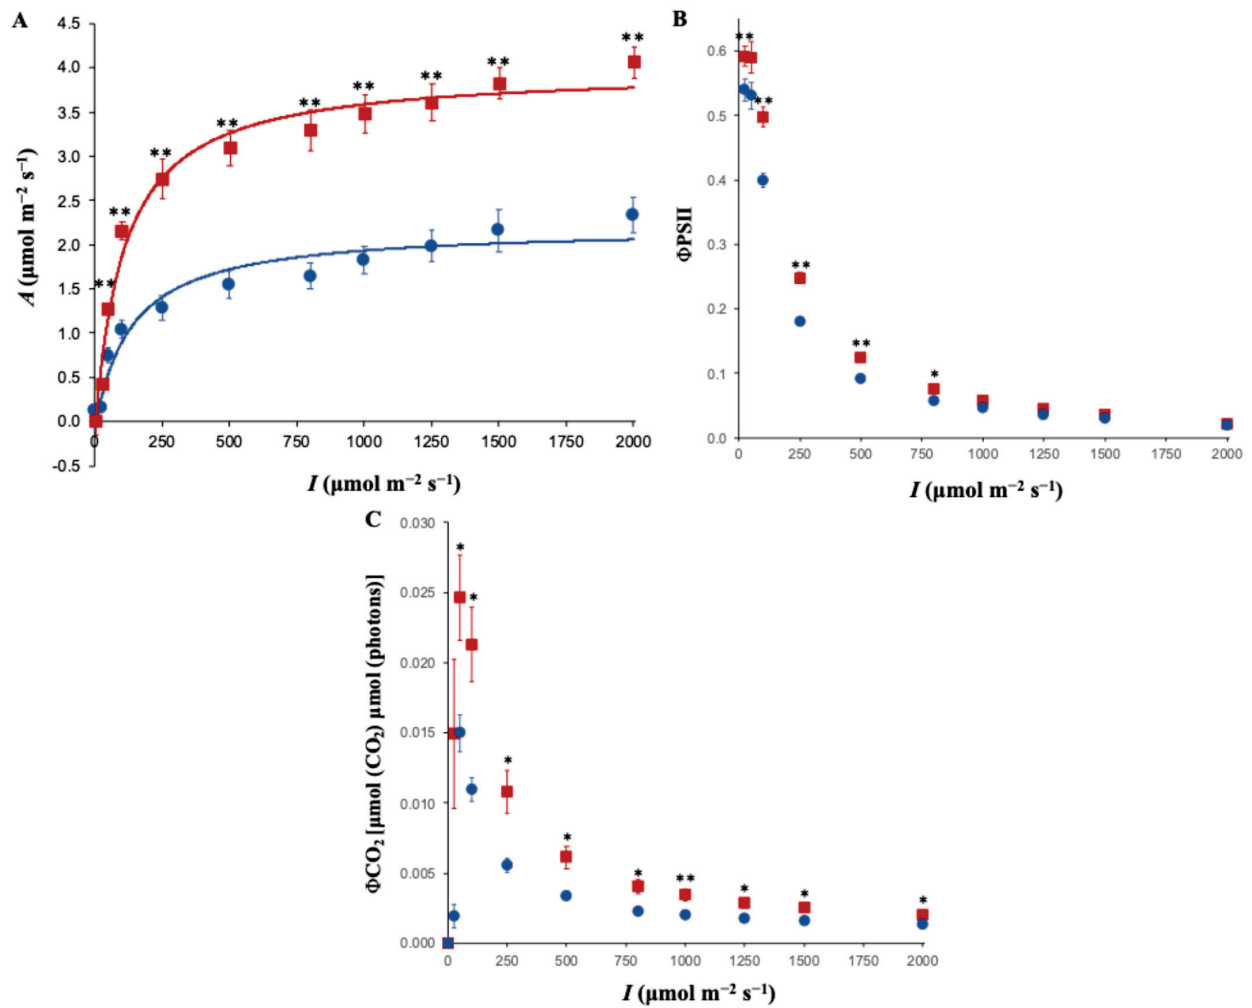 A
4.5
4.0
3.5
3.0
2.5
2.0
1.5
1.0
0.5
0.0
-0.5
A (μmol m⁻² s⁻¹)
** ** ** ** ** ** ** ** ** **
0 250 500 750 1000 1250 1500 1750 2000
I (μmol m⁻² s⁻¹)
B
0.6
0.5
0.4
0.3
0.2
0.1
0.0
ΦPSII
** ** ** ** *
0 250 500 750 1000 1250 1500 1750 2000
I (μmol m⁻² s⁻¹)
C
0.030
0.025
0.020
0.015
0.010
0.005
0.000
ΦCO₂ [μmol (CO₂) μmol (photons)]
* * * * * ** * * *
0 250 500 750 1000 1250 1500 1750 2000
I (μmol m⁻² s⁻¹)